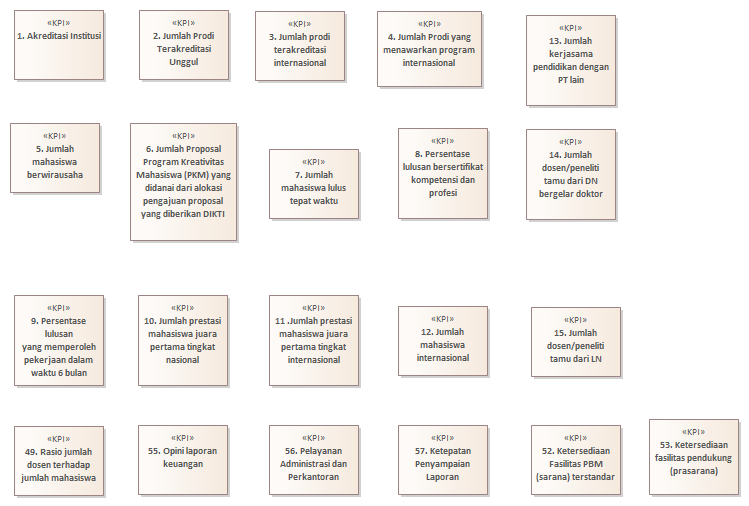 «KPI»
1. Akreditasi Institusi
«KPI»
2. Jumlah Prodi
Terakreditasi
Unggul
«KPI»
3. Jumlah prodi
terakreditasi
internasional
«KPI»
4. Jumlah Prodi yang
menawarkan program
internasional
«KPI»
13. Jumlah
kerjasama
pendidikan dengan
PT lain
«KPI»
5. Jumlah
mahasiswa
berwirausaha
«KPI»
6. Jumlah Proposal
Program Kreativitas
Mahasiswa (PKM) yang
didanai dari alokasi
pengajuan proposal
yang diberikan DIKTI
«KPI»
7. Jumlah
mahasiswa lulus
tepat waktu
«KPI»
8. Persentase
lulusan bersertifikat
kompetensi dan
profesi
«KPI»
14. Jumlah
dosen/peneliti
tamu dari DN
bergelar doktor
«KPI»
9. Persentase
lulusan
yang memperoleh
pekerjaan dalam
waktu 6 bulan
«KPI»
10. Jumlah prestasi
mahasiswa juara
pertama tingkat
nasional
«KPI»
11 .Jumlah prestasi
mahasiswa juara
pertama tingkat
internasional
«KPI»
12. Jumlah
mahasiswa
internasional
«KPI»
15. Jumlah
dosen/peneliti
tamu dari LN
«KPI»
49. Rasio jumlah
dosen terhadap
jumlah mahasiswa
«KPI»
55. Opini laporan
keuangan
«KPI»
56. Pelayanan
Administrasi dan
Perkantoran
«KPI»
57. Ketepatan
Penyampaian
Laporan
«KPI»
52. Ketersediaan
Fasilitas PBM
(sarana) terstandar
«KPI»
53. Ketersediaan
fasilitas pendukung
(prasarana)